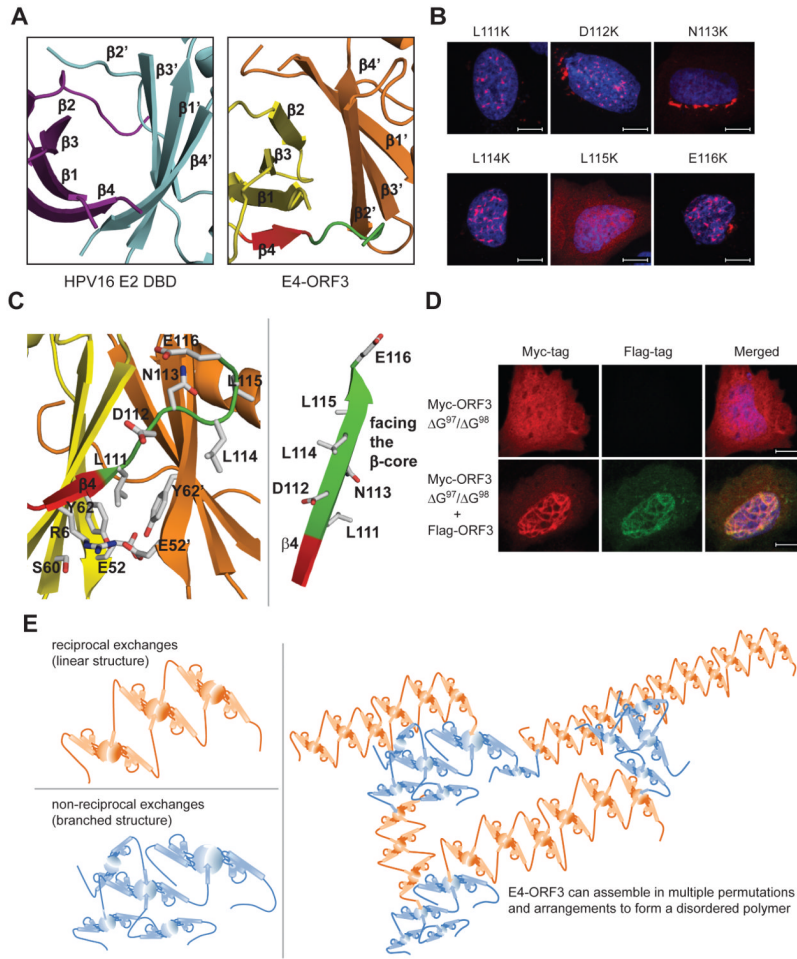 A
β2’
β3’
β1’
β4’
β2
β3
β1
β4
HPV16 E2 DBD
β4’
β2
β3
β1’
β1
β3’
β2’
β4
E4-ORF3
B
L111K
D112K
N113K
L114K
L115K
E116K
C
E116
N113
L115
D112
L111
L114
β4
Y62
Y62’
R6
E52’
S60
E52
E116
L115
facing
the
β-core
L114
D112
N113
L111
β4
D
Myc-tag
Flag-tag
Merged
Myc-ORF3
ΔG⁹⁷/ΔG⁹⁸
Myc-ORF3
ΔG⁹⁷/ΔG⁹⁸
+
Flag-ORF3
E
reciprocal exchanges
(linear structure)
non-reciprocal exchanges
(branched structure)
E4-ORF3 can assemble in multiple permutations
and arrangements to form a disordered polymer